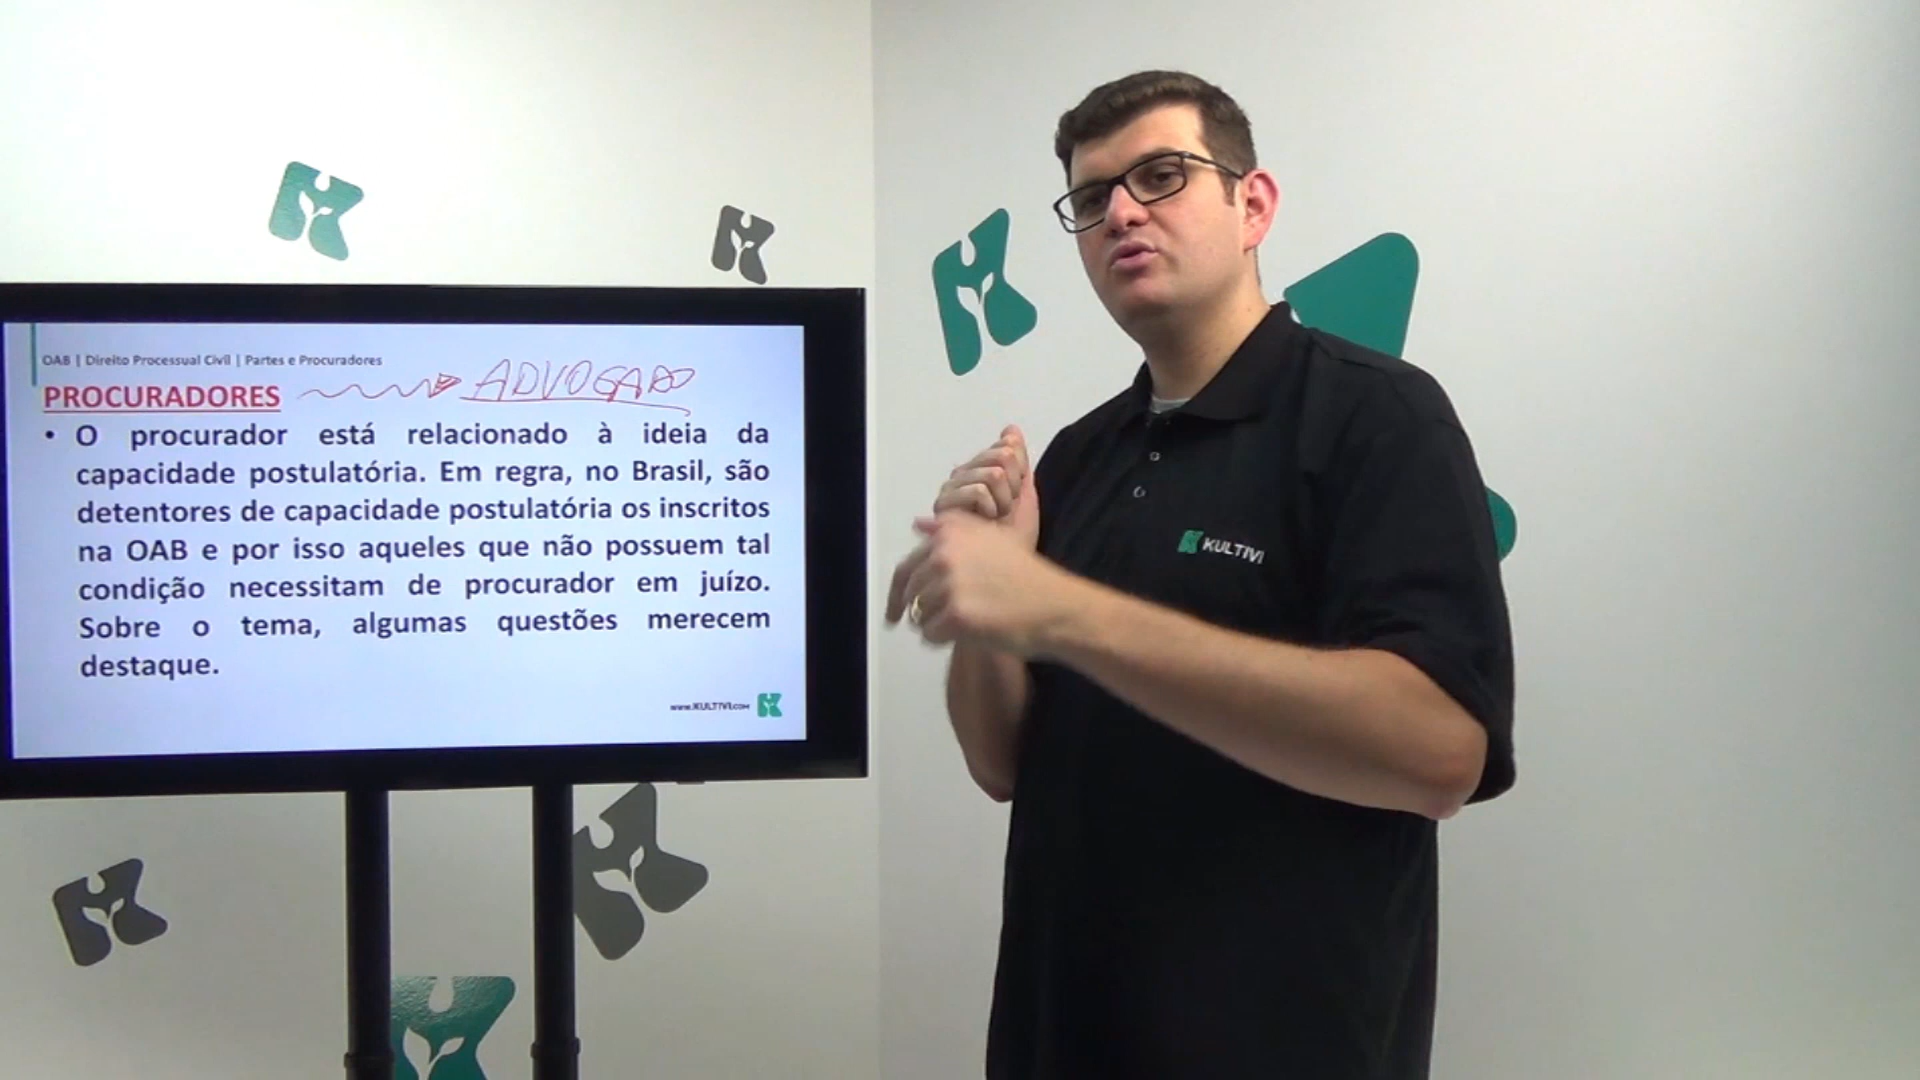 OAB | Direito Processual Civil | Partes e Procuradores
PROCURADORES ADVOGADO
• O procurador está relacionado à ideia da
capacidade postulatória. Em regra, no Brasil, são
detentores de capacidade postulatória os inscritos
na OAB e por isso aqueles que não possuem tal
condição necessitam de procurador em juízo.
Sobre o tema, algumas questões merecem
destaque.
www.KULTIVI.com
KULTIVI